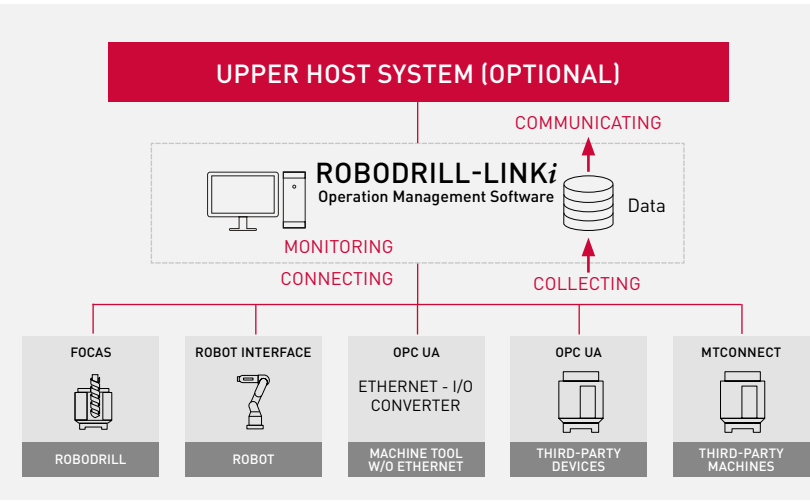 UPPER HOST SYSTEM (OPTIONAL)
COMMUNICATING
ROBODRILL-LINKi
Operation Management Software
Data
MONITORING
CONNECTING
COLLECTING
FOCAS
ROBOT INTERFACE
OPC UA
OPC UA
MTCONNECT
ETHERNET - I/O
CONVERTER
ROBODRILL
ROBOT
MACHINE TOOL
W/O ETHERNET
THIRD-PARTY
DEVICES
THIRD-PARTY
MACHINES